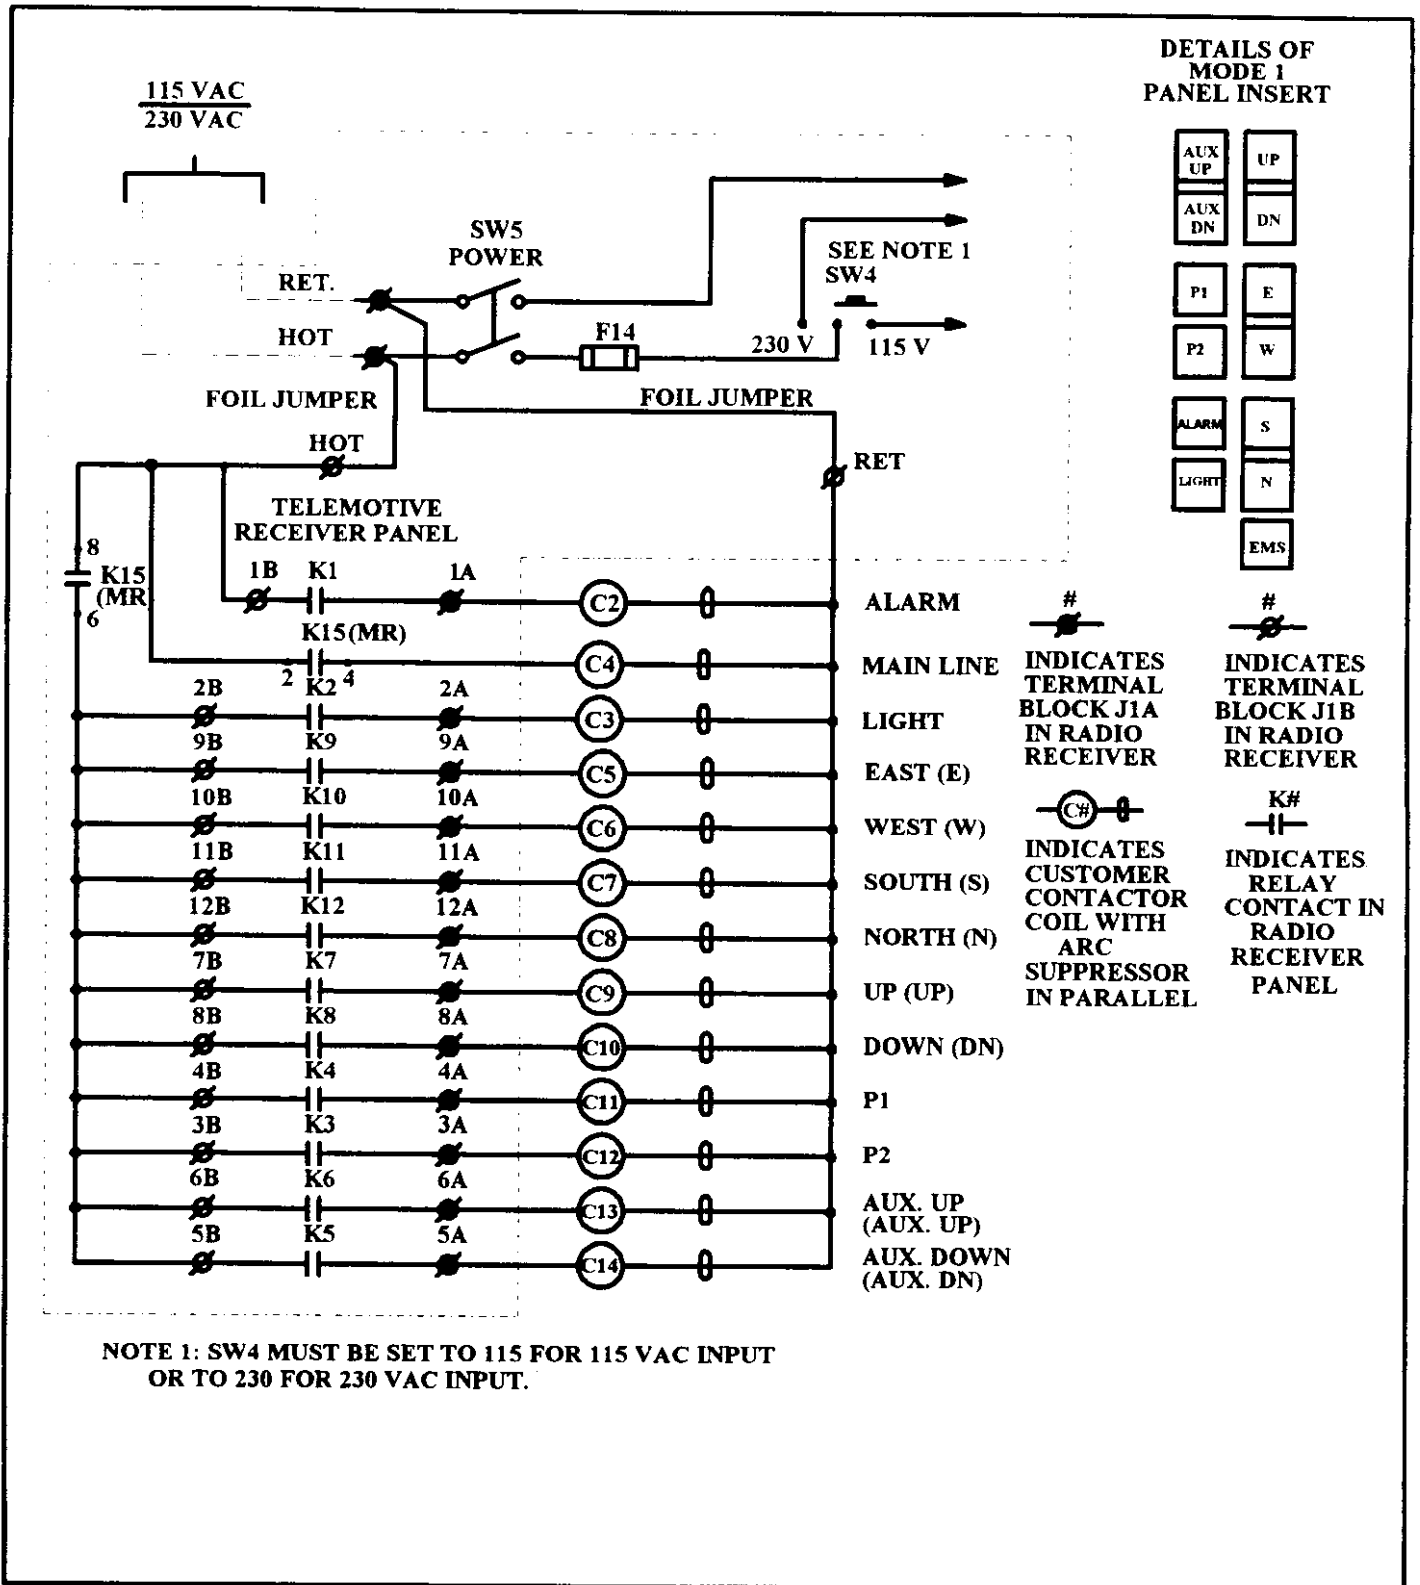 DETAILS OF
MODE 1
PANEL INSERT
115 VAC
230 VAC
AUX
UP
UP
AUX
DN
DN
P1
E
P2
W
ALARM
S
LIGHT
N
EMS
SW5
POWER
SEE NOTE 1
SW4
RET.
HOT
F14
230 V
115 V
FOIL JUMPER
FOIL JUMPER
HOT
RET
TELEMOTIVE
RECEIVER PANEL
8
K15
(MR
6
1B K1 1A C2 ALARM
K15(MR)
2 4 C4 MAIN LINE
2B K2 2A C3 LIGHT
9B K9 9A C5 EAST (E)
10B K10 10A C6 WEST (W)
11B K11 11A C7 SOUTH (S)
12B K12 12A C8 NORTH (N)
7B K7 7A C9 UP (UP)
8B K8 8A C10 DOWN (DN)
4B K4 4A C11 P1
3B K3 3A C12 P2
6B K6 6A C13 AUX. UP
(AUX. UP)
5B K5 5A C14 AUX. DOWN
(AUX. DN)
#
INDICATES
TERMINAL
BLOCK J1A
IN RADIO
RECEIVER
#
INDICATES
TERMINAL
BLOCK J1B
IN RADIO
RECEIVER
C#
INDICATES
CUSTOMER
CONTACTOR
COIL WITH
ARC
SUPPRESSOR
IN PARALLEL
K#
INDICATES
RELAY
CONTACT IN
RADIO
RECEIVER
PANEL
NOTE 1: SW4 MUST BE SET TO 115 FOR 115 VAC INPUT
OR TO 230 FOR 230 VAC INPUT.